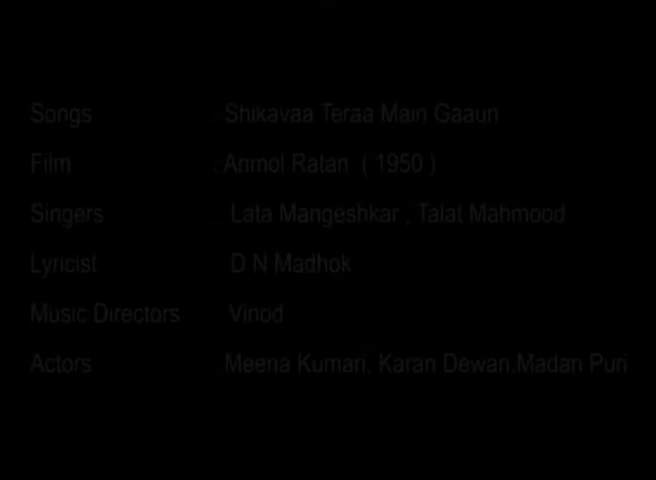 Songs : Shikavaa Teraa Main Gaaun
Film : Anmol Ratan ( 1950 )
Singers : Lata Mangeshkar , Talat Mahmood
Lyricist D N Madhok
Music Directors Vinod
Actors Meena Kumari, Karan Dewan,Madan Puri